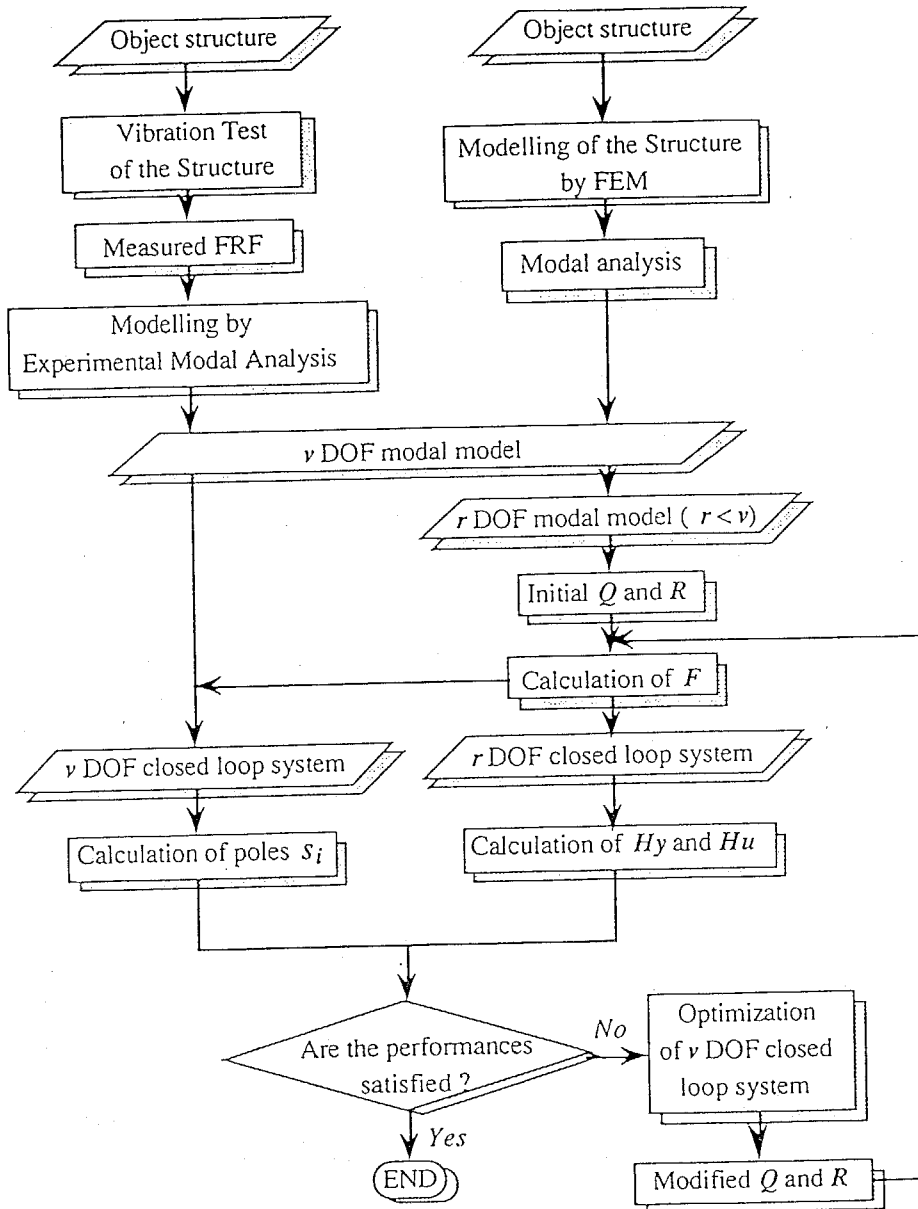 Object structure
Object structure
Vibration Test
of the Structure
Modelling of the Structure
by FEM
Measured FRF
Modal analysis
Modelling by
Experimental Modal Analysis
ν DOF modal model
r DOF modal model ( r < ν)
Initial Q and R
Calculation of F
ν DOF closed loop system
r DOF closed loop system
Calculation of poles Si
Calculation of Hy and Hu
Are the performances
satisfied ?
No
Optimization
of ν DOF closed
loop system
Yes
END
Modified Q and R